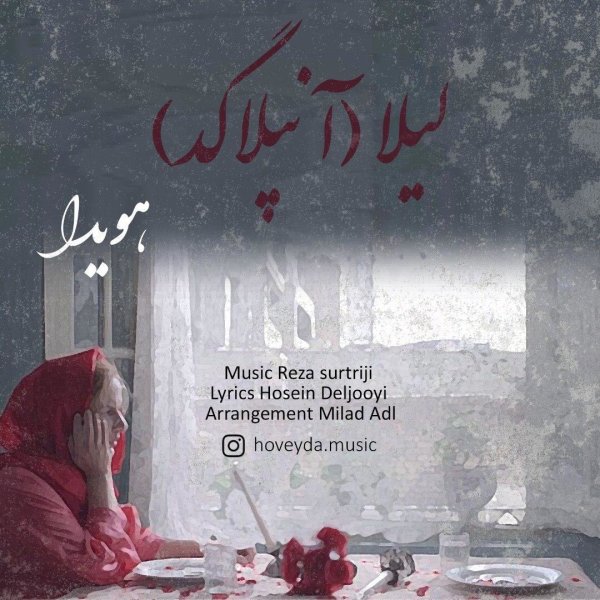 لیلا (آنپلاگد)
هویدا
Music Reza surtriji
Lyrics Hosein Deljooyi
Arrangement Milad Adl
hoveyda.music